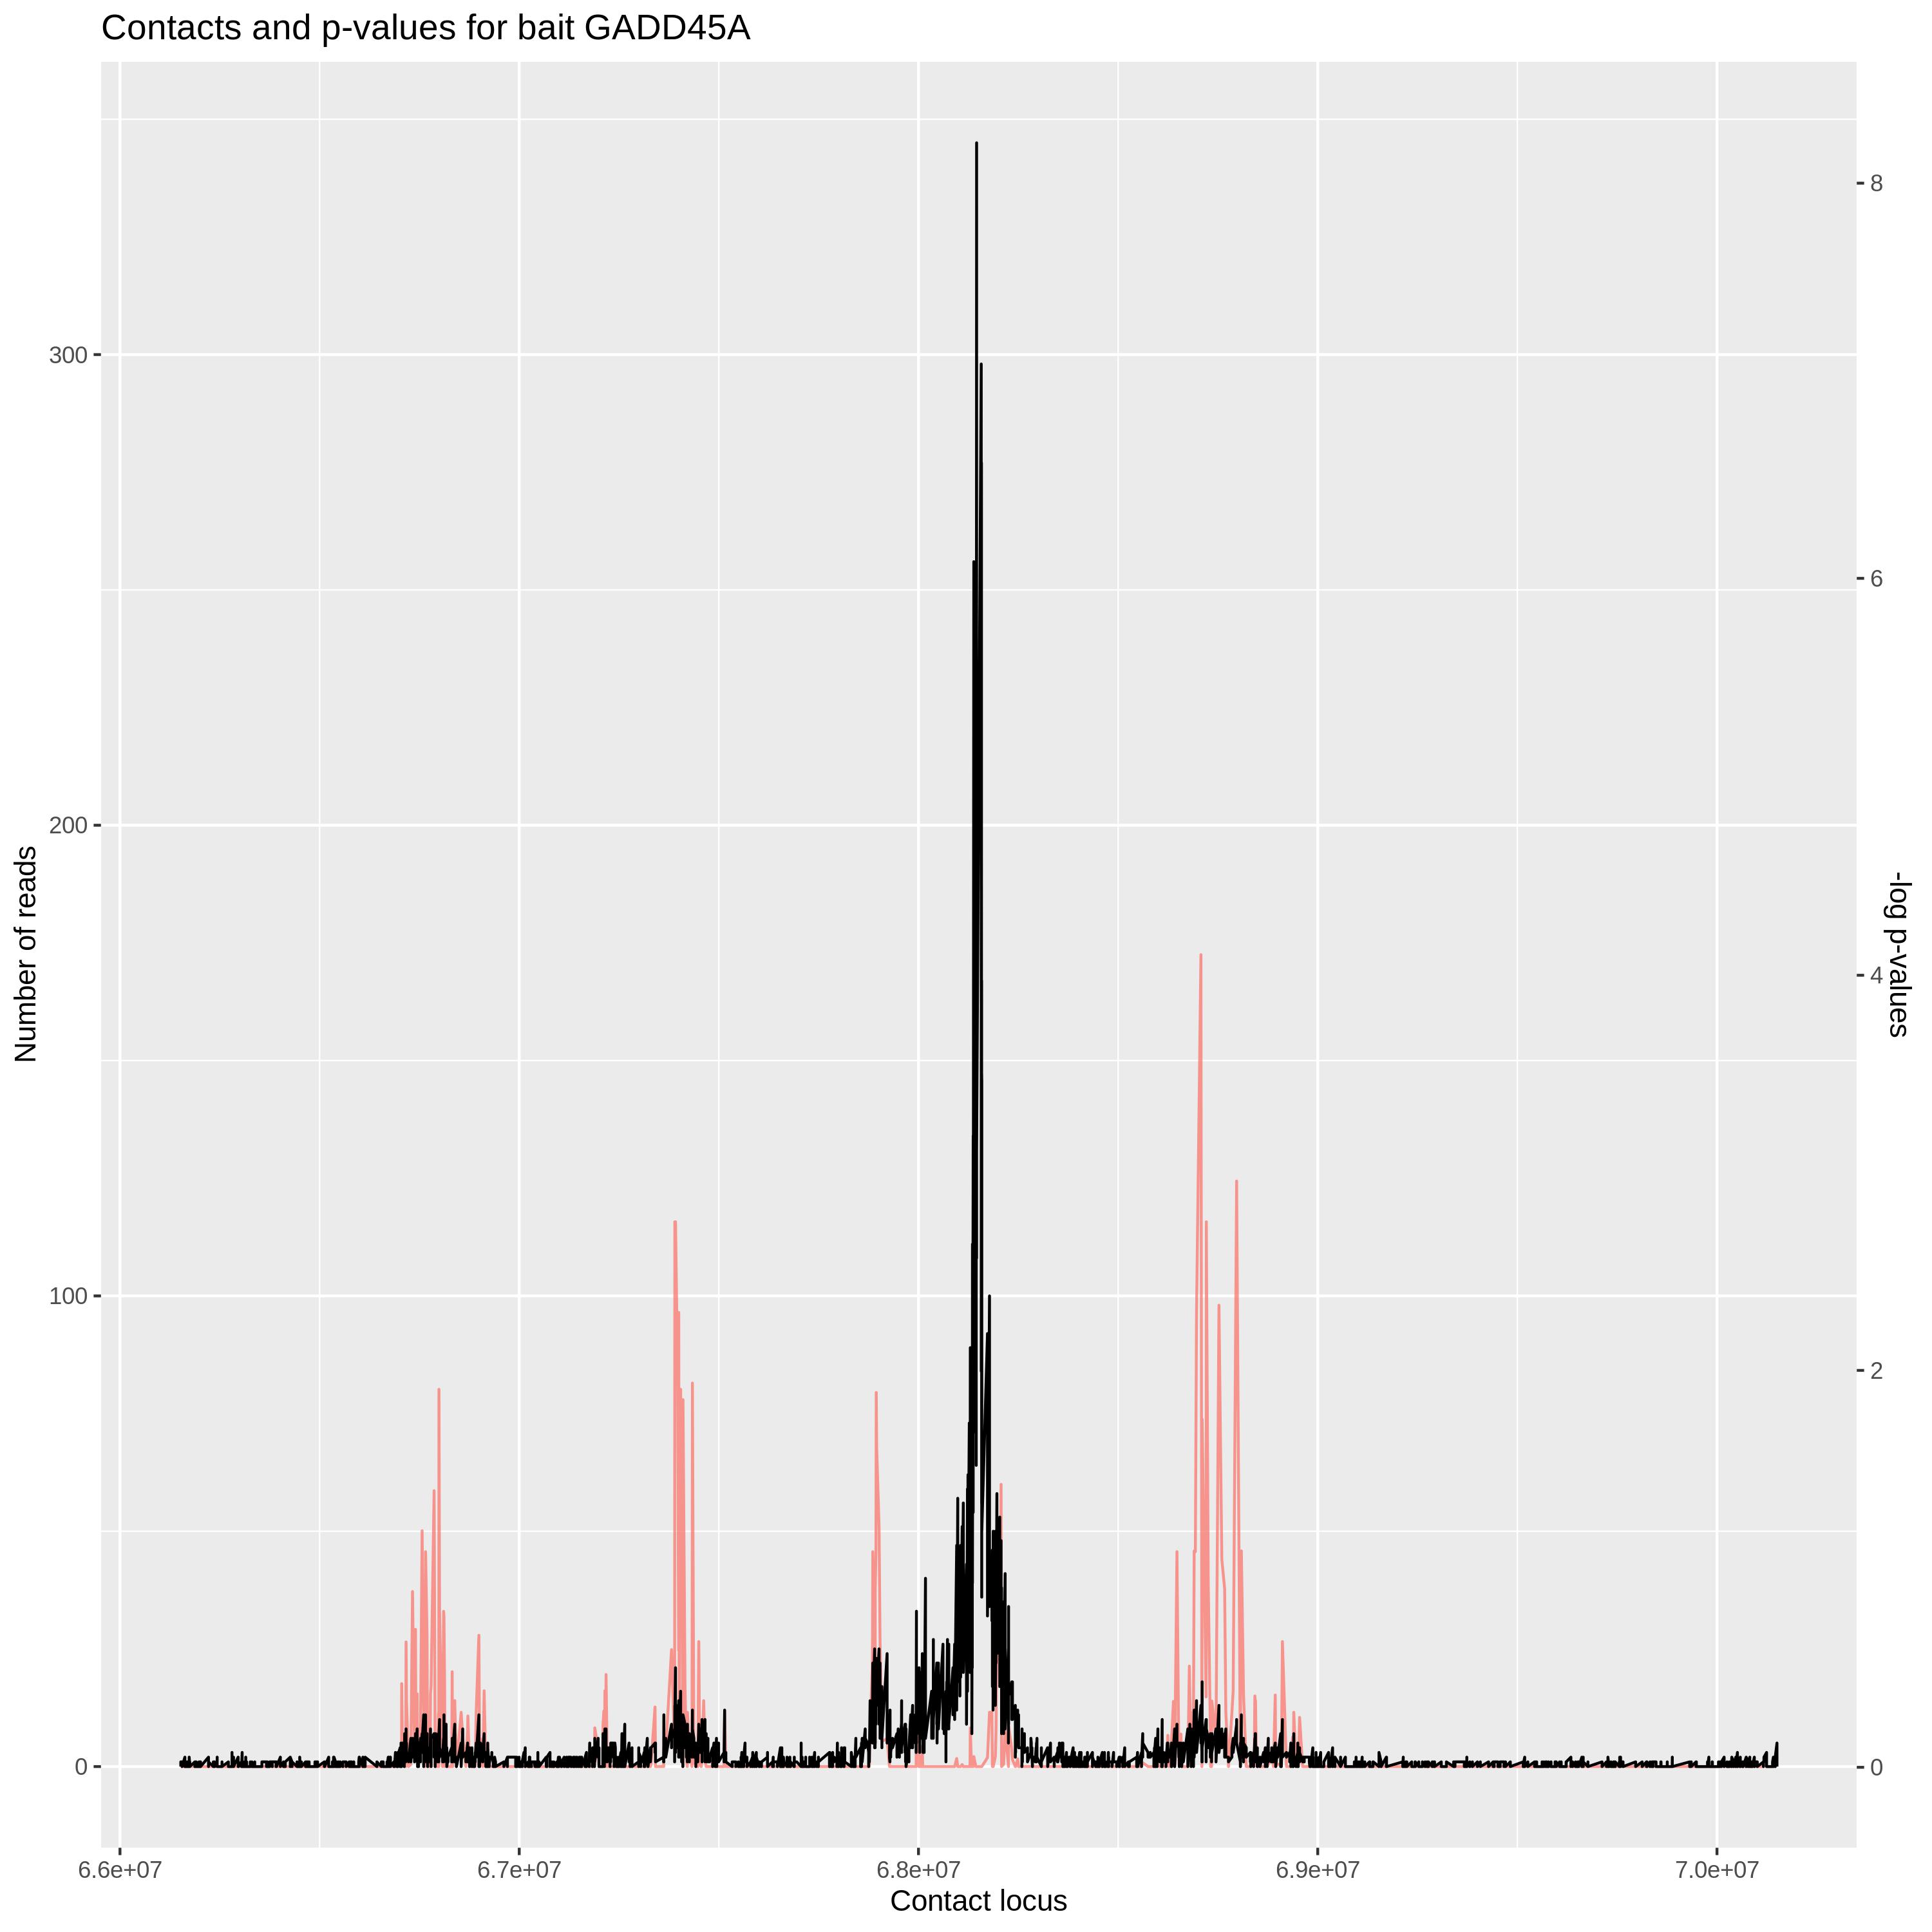 Contacts and p-values for bait GADD45A
300
200
100
0
Number of reads
8
6
4
2
0
-log p-values
6.6e+07
6.7e+07
6.8e+07
6.9e+07
7.0e+07
Contact locus